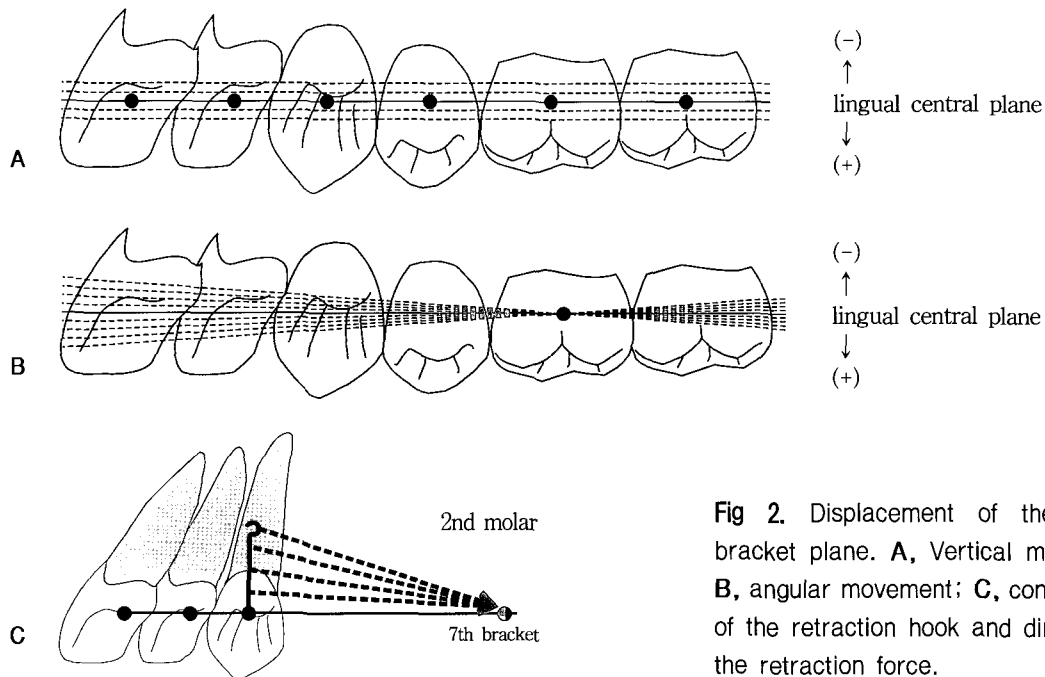 (-)
↑
lingual central plane
↓
(+)
A
(-)
↑
lingual central plane
↓
(+)
B
2nd molar
7th bracket
C
Fig 2. Displacement of the
bracket plane. A, Vertical m
B, angular movement; C, con
of the retraction hook and di
the retraction force.